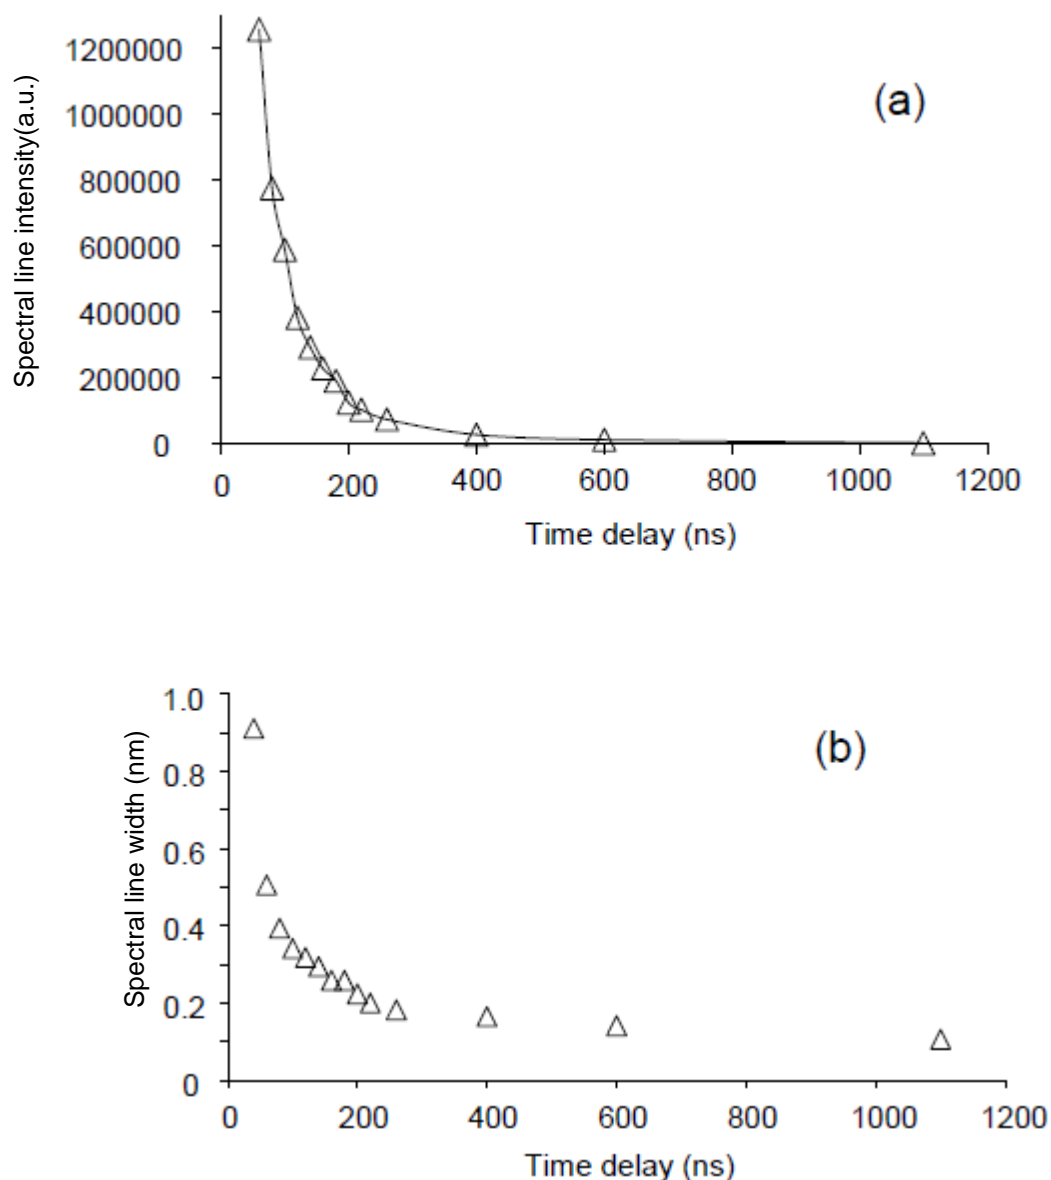 Spectral line intensity(a.u.)
1200000
1000000
800000
600000
400000
200000
0
(a)
0 200 400 600 800 1000 1200
Time delay (ns)
Spectral line width (nm)
1.0
0.8
0.6
0.4
0.2
0
(b)
0 200 400 600 800 1000 1200
Time delay (ns)